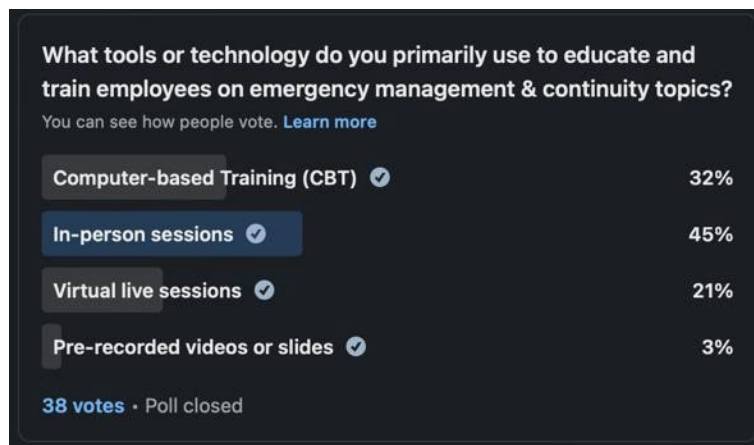 What tools or technology do you primarily use to educate and
train employees on emergency management & continuity topics?
You can see how people vote. Learn more
Computer-based Training (CBT) 32%
In-person sessions 45%
Virtual live sessions 21%
Pre-recorded videos or slides 3%
38 votes • Poll closed